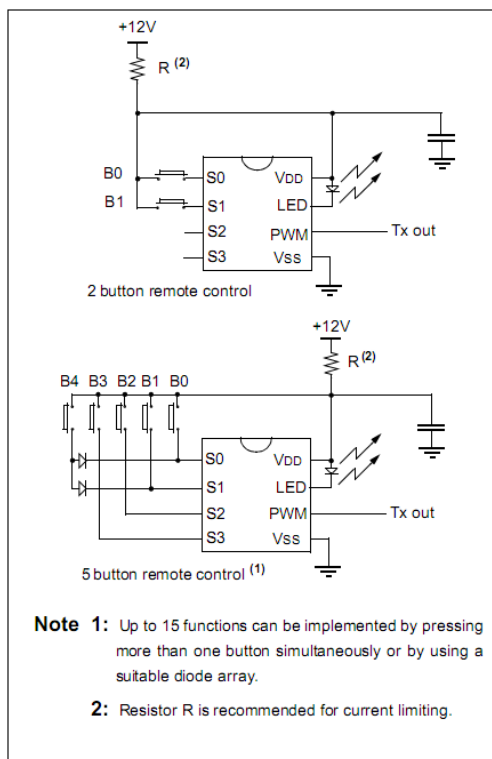 +12V
R (2)
B0
B1
S0
S1
S2
S3
VDD
LED
PWM
VSS
Tx out
2 button remote control
+12V
R(2)
B4 B3 B2 B1 B0
S0
S1
S2
S3
VDD
LED
PWM
VSS
Tx out
5 button remote control (1)
Note 1: Up to 15 functions can be implemented by pressing
more than one button simultaneously or by using a
suitable diode array.
2: Resistor R is recommended for current limiting.